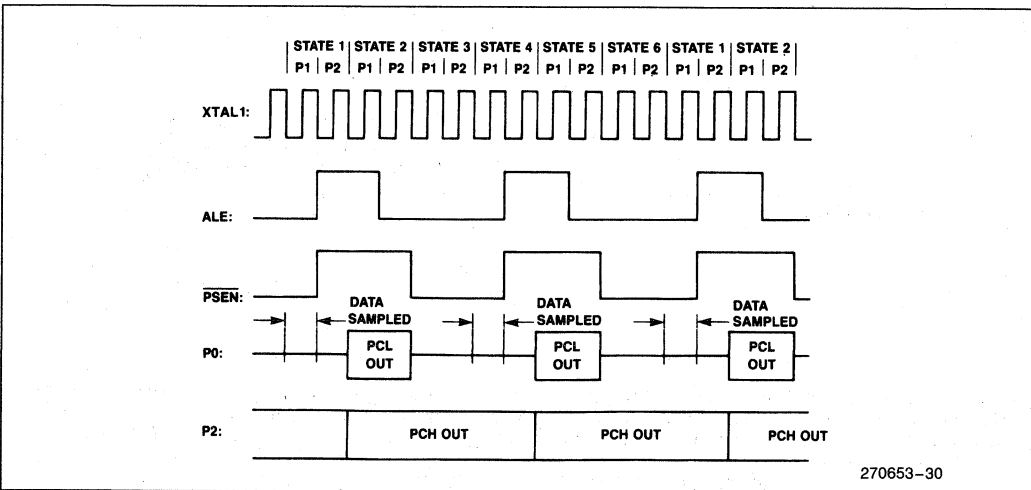 STATE 1 STATE 2 STATE 3 STATE 4 STATE 5 STATE 6 STATE 1 STATE 2
P1 P2 P1 P2 P1 P2 P1 P2 P1 P2 P1 P2 P1 P2 P1 P2
XTAL1:
ALE:
PSEN:
DATA SAMPLED
DATA SAMPLED
DATA SAMPLED
P0:
PCL OUT
PCL OUT
PCL OUT
P2:
PCH OUT
PCH OUT
PCH OUT
270653-30